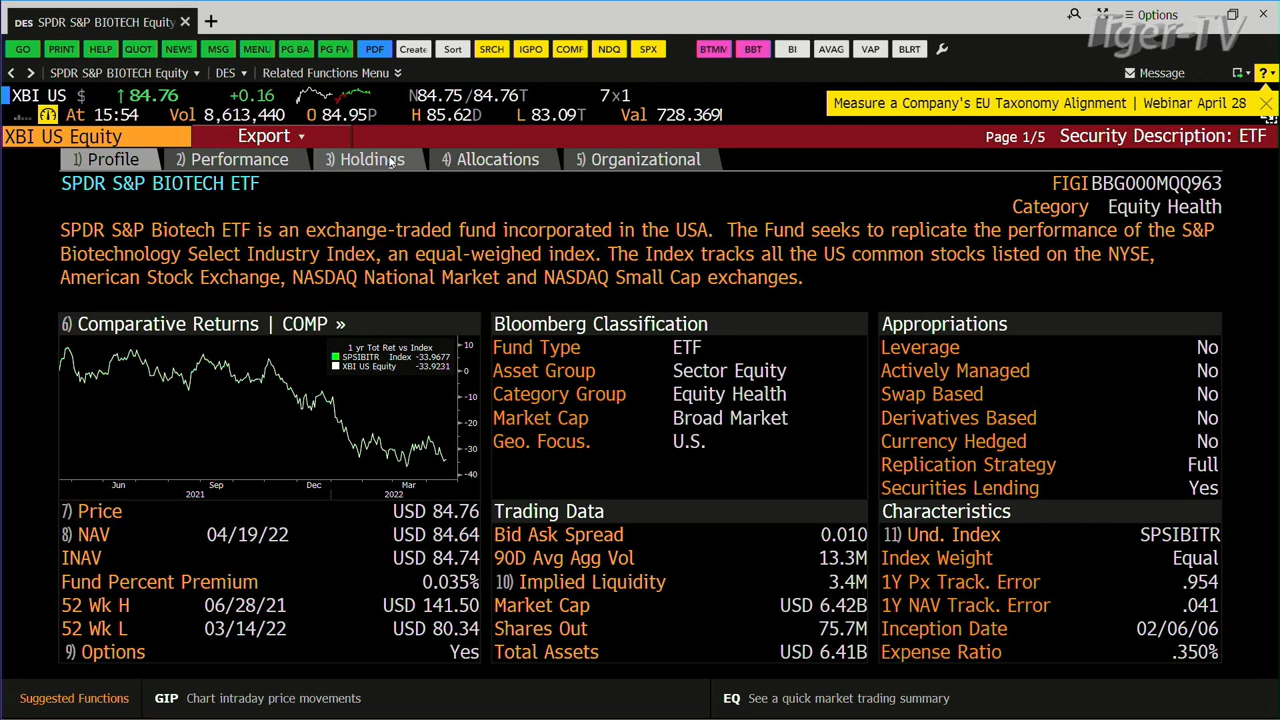 DES SPDR S&P BIOTECH Equity × +
Options
Tiger-TV
GO PRINT HELP QUOT NEWS MSG MENU PG BA PG FW PDF Create Sort SRCH IGPO COMF NDQ SPX BTMM BBT BI AVAG VAP BLRT
SPDR S&P BIOTECH Equity DES Related Functions Menu Message ?
XBI US $ ↑ 84.76 +0.16 N84.75/84.76T 7x1
Measure a Company's EU Taxonomy Alignment | Webinar April 28
At 15:54 Vol 8,613,440 O 84.95P H 85.62D L 83.09T Val 728.369M
XBI US Equity Export Page 1/5 Security Description: ETF
1) Profile 2) Performance 3) Holdings 4) Allocations 5) Organizational
SPDR S&P BIOTECH ETF FIGI BBG000MQQ963
Category Equity Health
SPDR S&P Biotech ETF is an exchange-traded fund incorporated in the USA. The Fund seeks to replicate the performance of the S&P
Biotechnology Select Industry Index, an equal-weighed index. The Index tracks all the US common stocks listed on the NYSE,
American Stock Exchange, NASDAQ National Market and NASDAQ Small Cap exchanges.
6) Comparative Returns | COMP »
1 yr Tot Ret vs Index
SPSIBITR Index -33.9677
XBI US Equity -33.9231
10
0
-10
-20
-30
-40
Jun Sep Dec Mar
2021 2022
7) Price USD 84.76
8) NAV 04/19/22 USD 84.64
INAV USD 84.74
Fund Percent Premium 0.035%
52 Wk H 06/28/21 USD 141.50
52 Wk L 03/14/22 USD 80.34
9) Options Yes
Bloomberg Classification
Fund Type ETF
Asset Group Sector Equity
Category Group Equity Health
Market Cap Broad Market
Geo. Focus. U.S.
Trading Data
Bid Ask Spread 0.010
90D Avg Agg Vol 13.3M
10) Implied Liquidity 3.4M
Market Cap USD 6.42B
Shares Out 75.7M
Total Assets USD 6.41B
Appropriations
Leverage No
Actively Managed No
Swap Based No
Derivatives Based No
Currency Hedged No
Replication Strategy Full
Securities Lending Yes
Characteristics
11) Und. Index SPSIBITR
Index Weight Equal
1Y Px Track. Error .954
1Y NAV Track. Error .041
Inception Date 02/06/06
Expense Ratio .350%
Suggested Functions GIP Chart intraday price movements EQ See a quick market trading summary